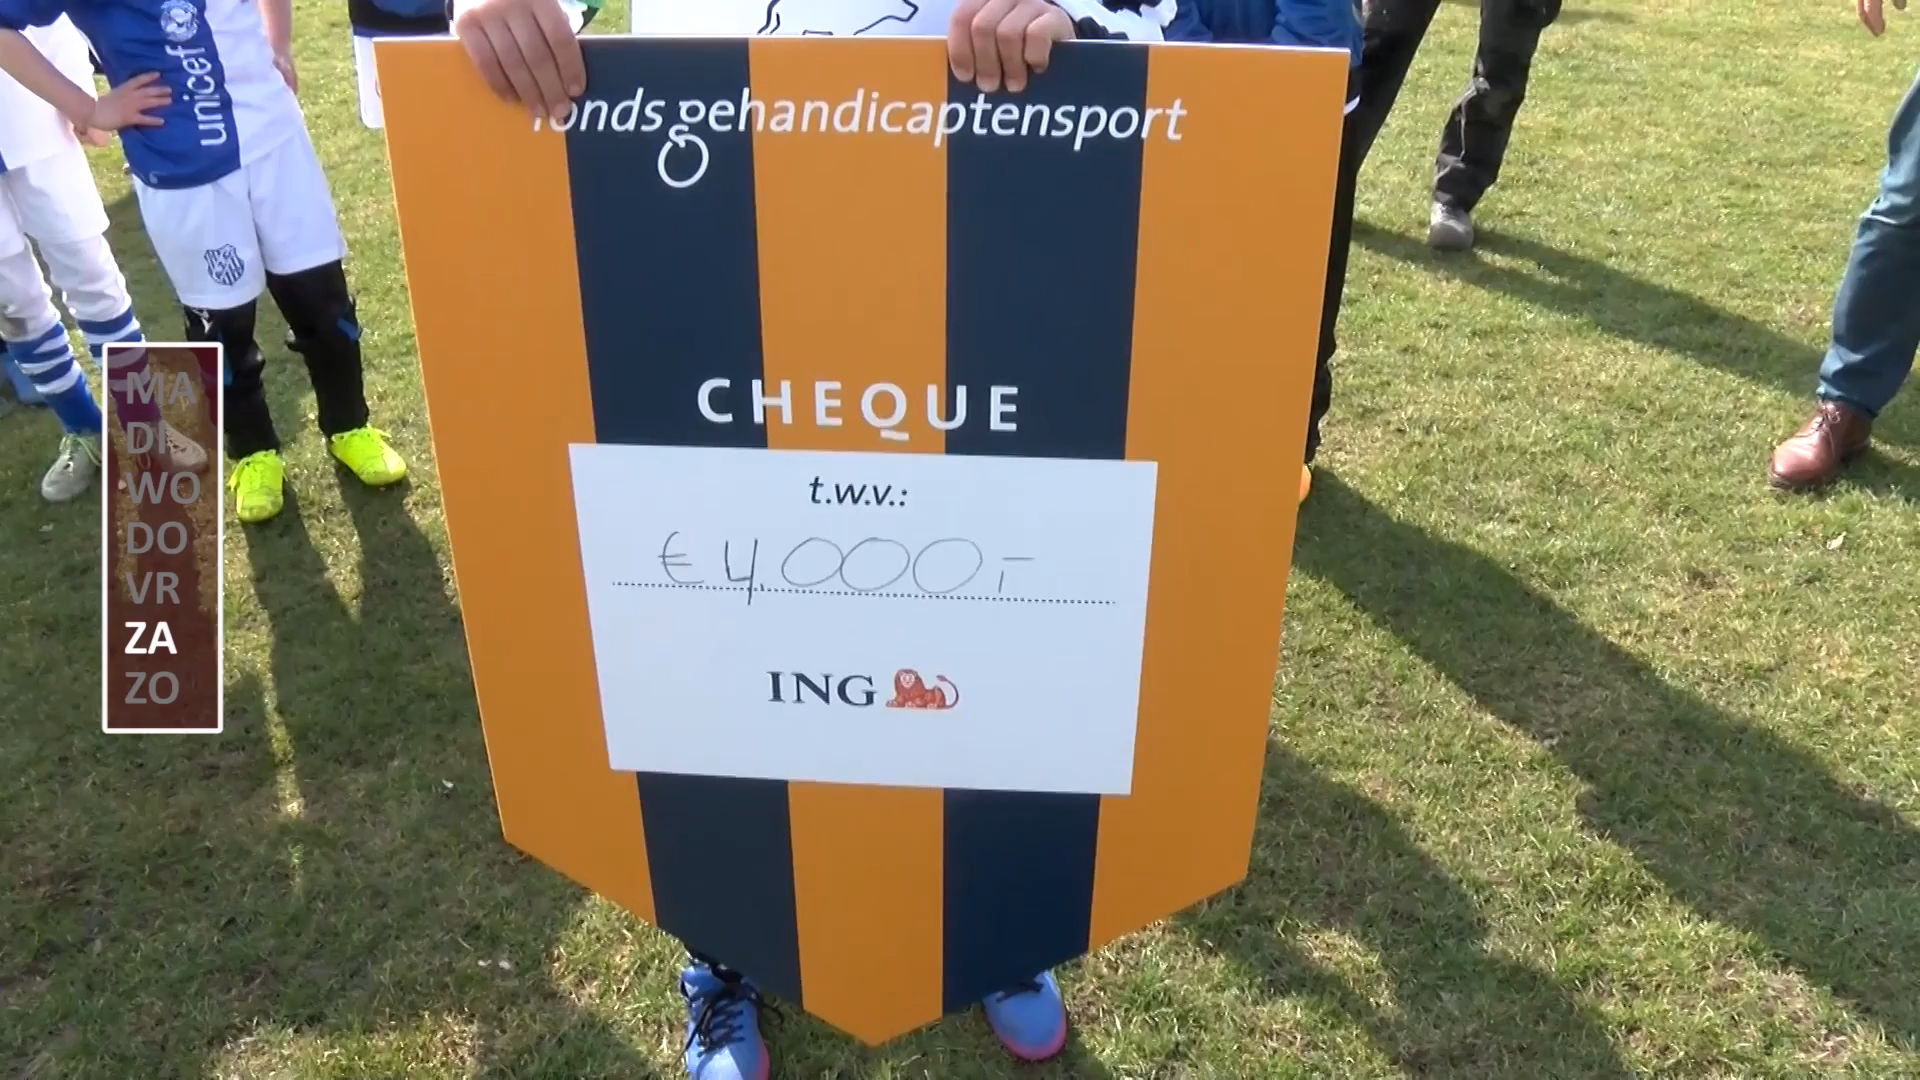 unicef
fonds gehandicaptensport
CHEQUE
t.w.v.:
€ 4.000,-
ING
MA
DI
WO
DO
VR
ZA
ZO